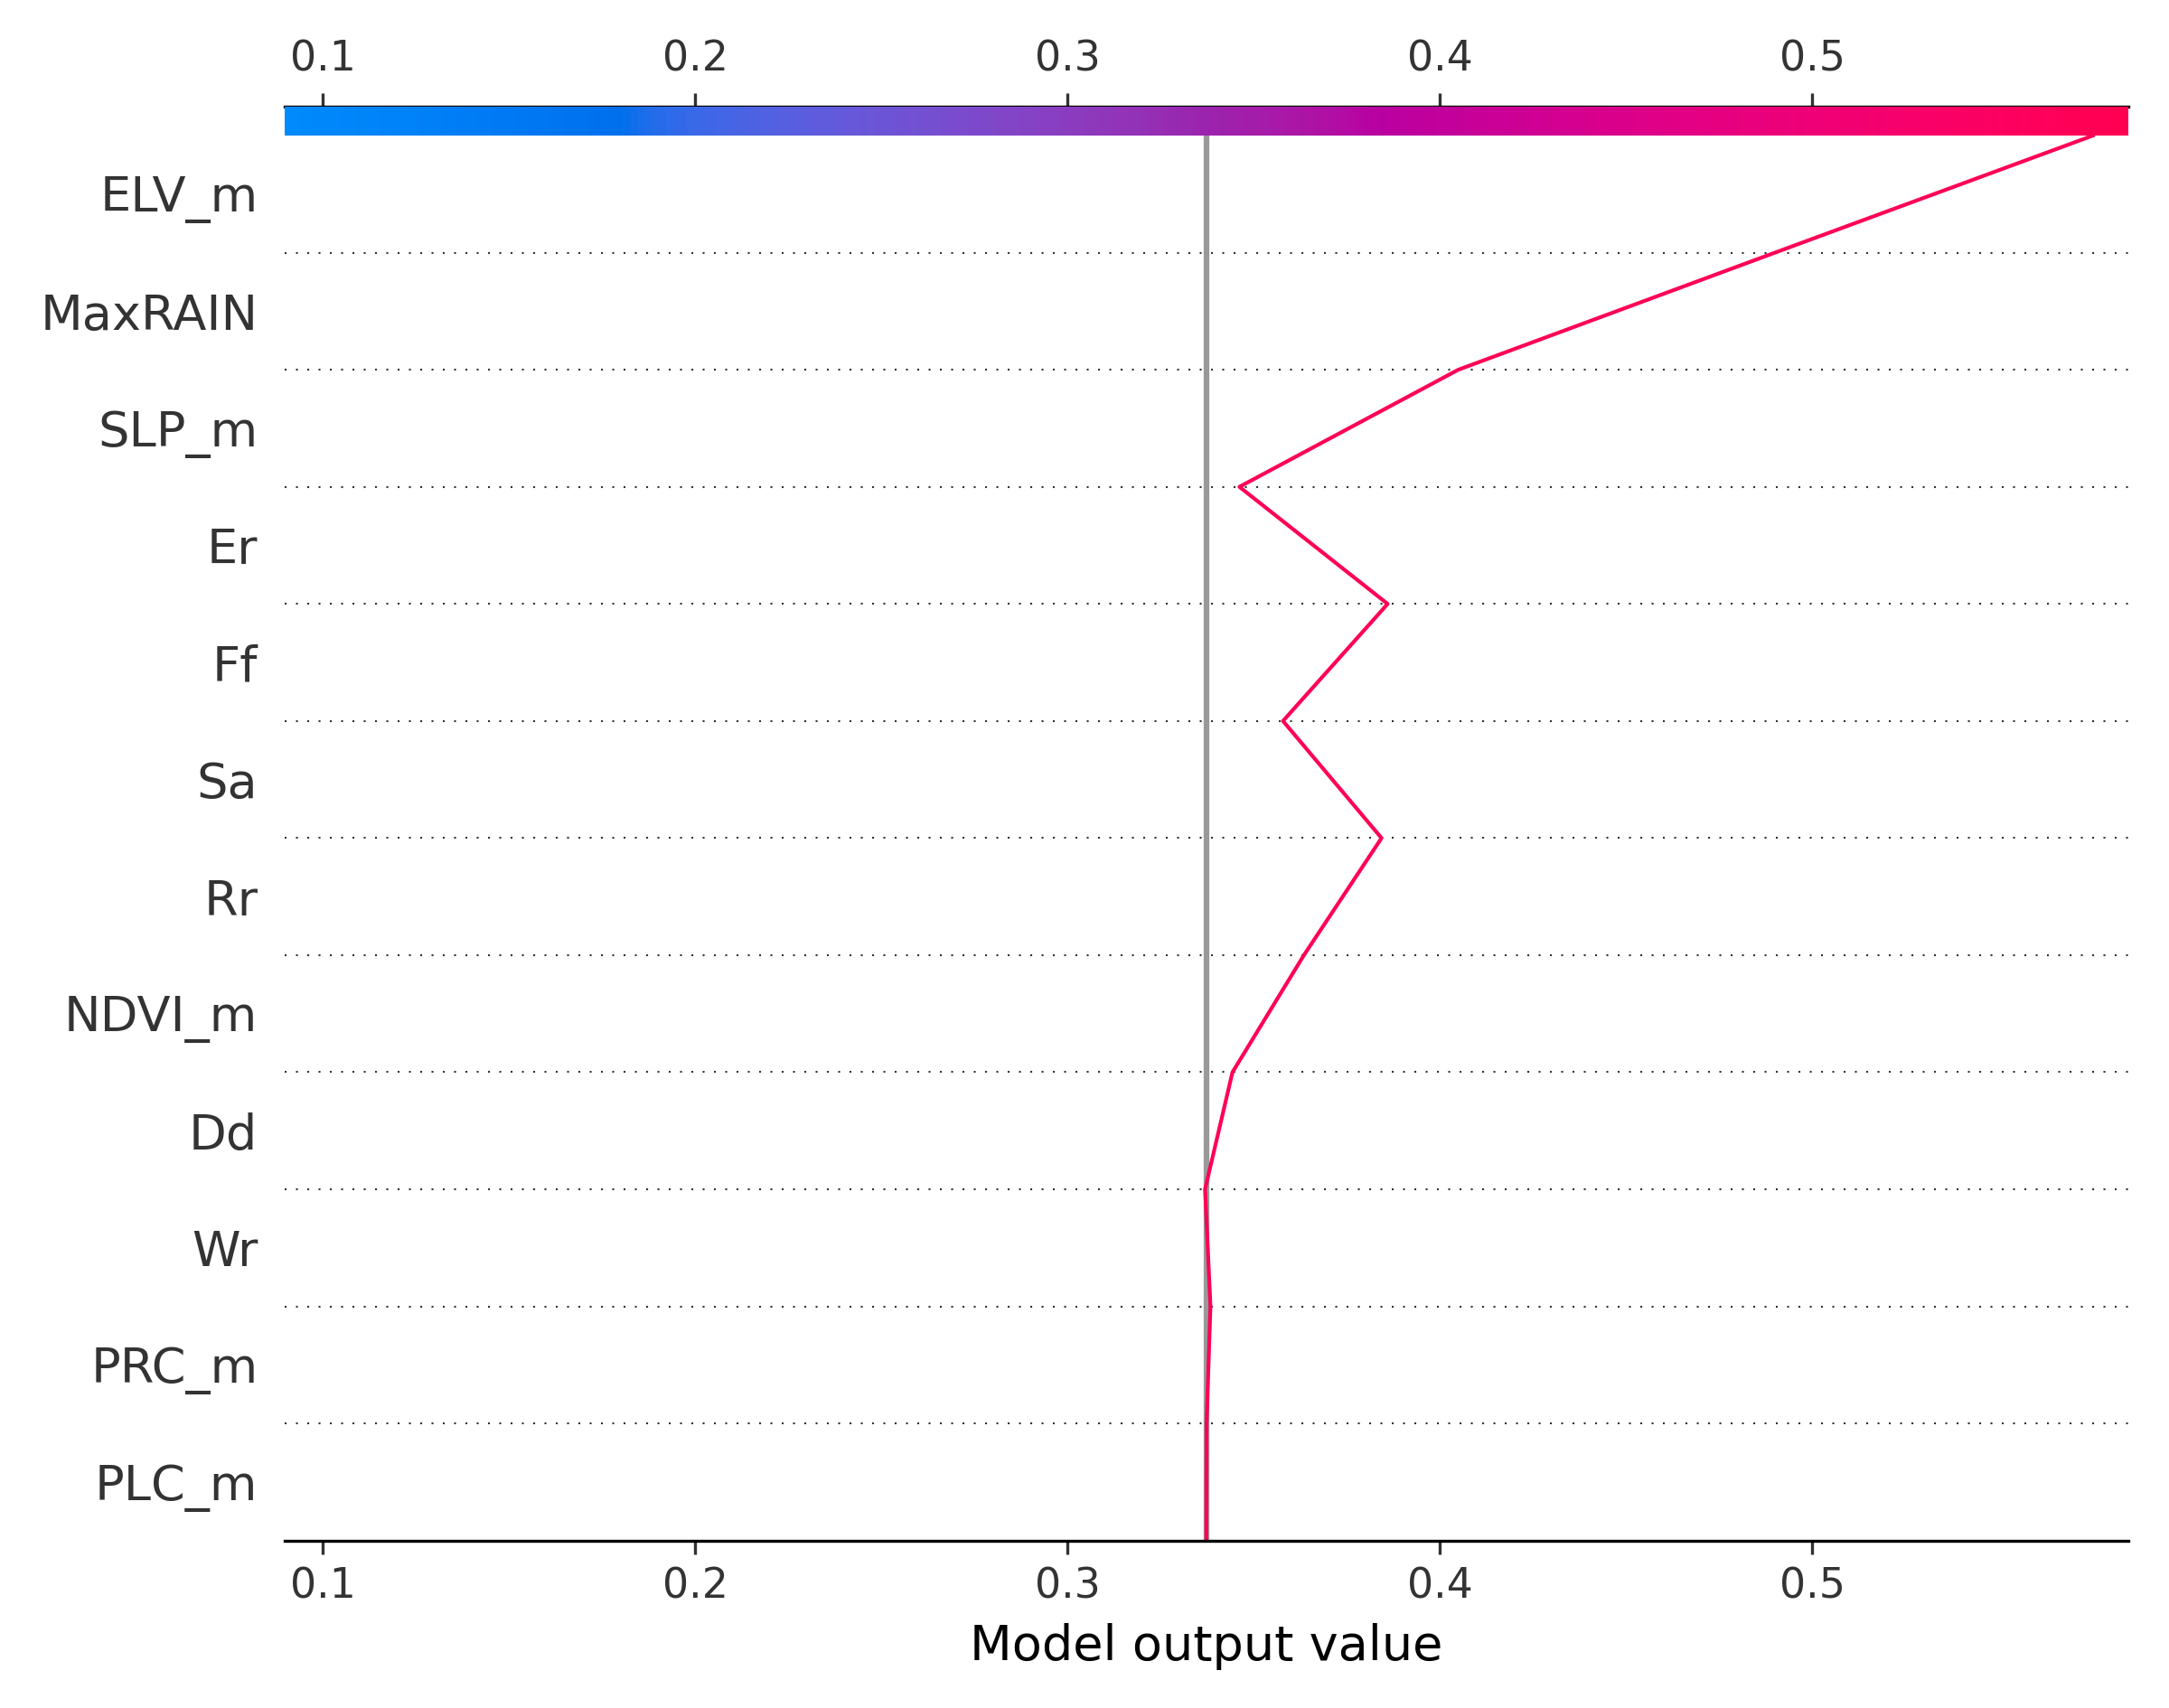 0.1 0.2 0.3 0.4 0.5
ELV_m
MaxRAIN
SLP_m
Er
Ff
Sa
Rr
NDVI_m
Dd
Wr
PRC_m
PLC_m
0.1 0.2 0.3 0.4 0.5
Model output value